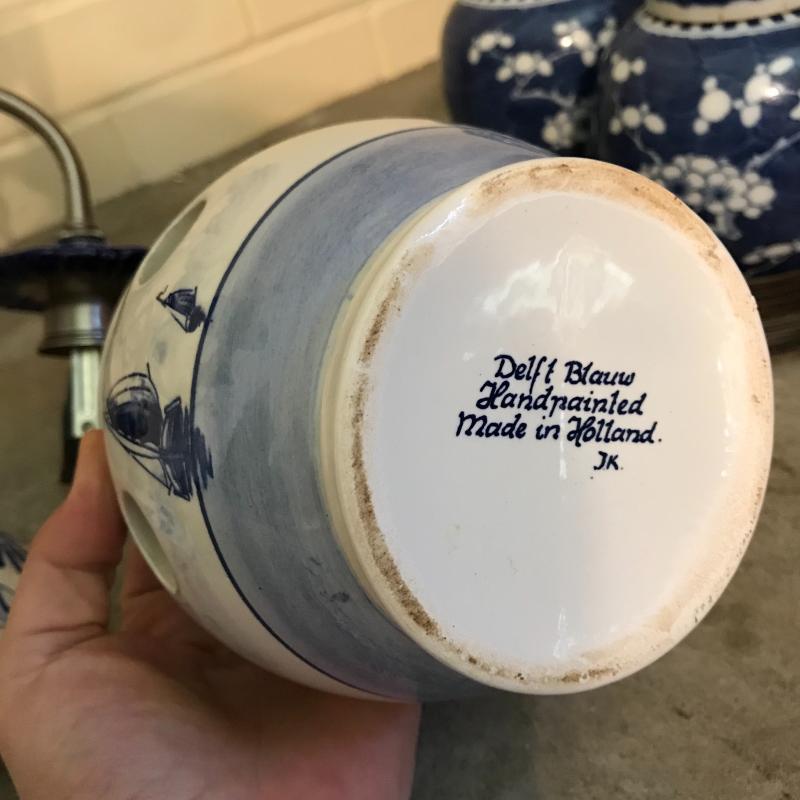 Delft Blauw
Handpainted
Made in Holland.
JK.